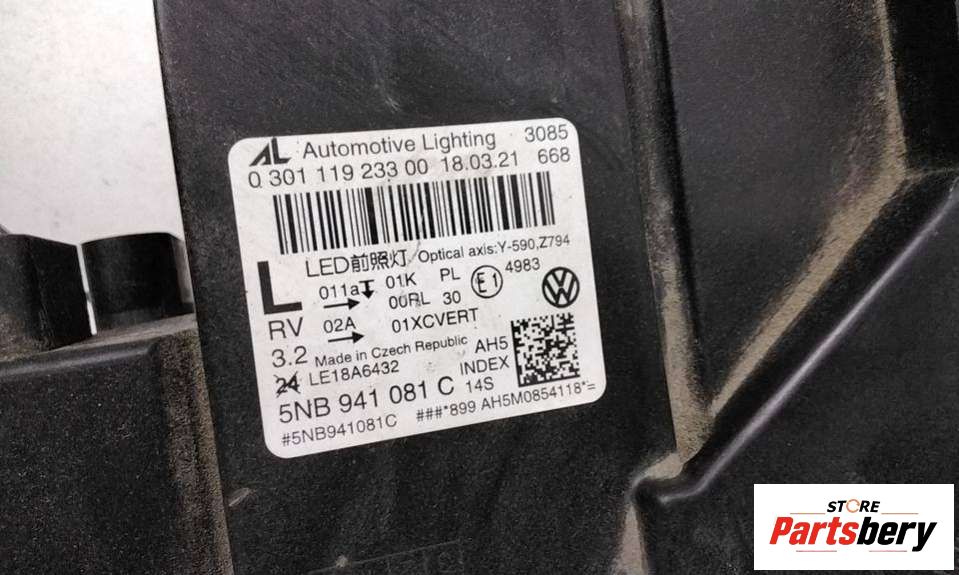 AL Automotive Lighting 3085
0 301 119 233 00 18.03.21 668
LED前照灯 Optical axis:Y-590,Z794
L 011aT 01K PL E1 4983
00RL 30
RV 02A 01XCVERT
3.2 Made in Czech Republic AH5
24 LE18A6432 INDEX
5NB 941 081 C 14S
#5NB941081C ###*899 AH5M0854118*=
STORE
Partsbery